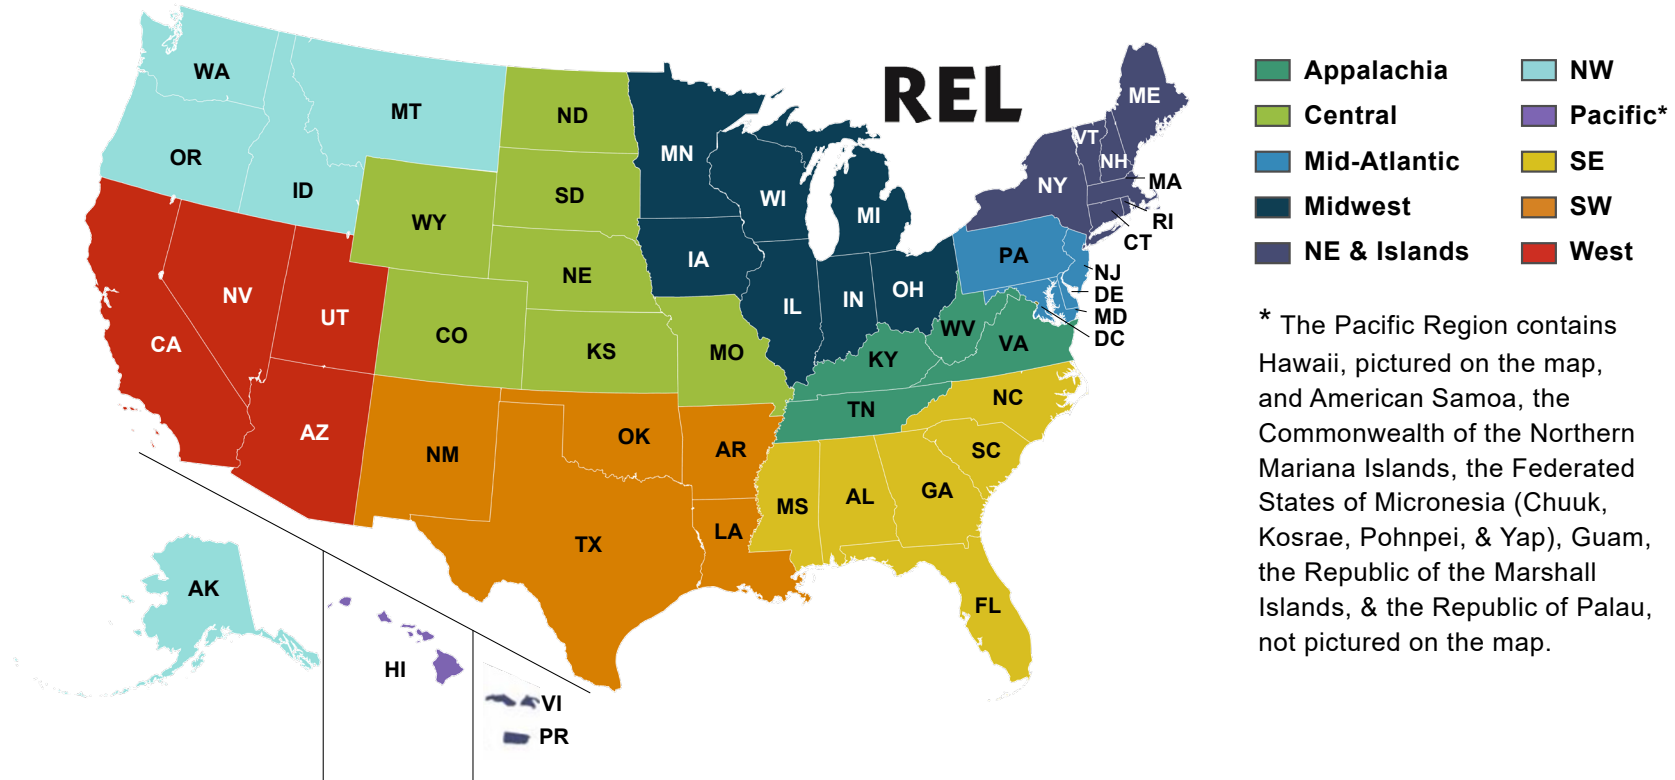 REL
WA
MT
OR
ID
ND
SD
WY
NE
CO
KS
MO
MN
WI
MI
IA
IL
IN
OH
ME
VT
NH
NY
MA
RI
CT
PA
NJ
DE
MD
DC
WV
VA
KY
TN
NC
SC
MS
AL
GA
FL
NV
UT
CA
AZ
NM
OK
AR
TX
LA
AK
HI
VI
PR
Appalachia
Central
Mid-Atlantic
Midwest
NE & Islands
NW
Pacific*
SE
SW
West
* The Pacific Region contains
Hawaii, pictured on the map,
and American Samoa, the
Commonwealth of the Northern
Mariana Islands, the Federated
States of Micronesia (Chuuk,
Kosrae, Pohnpei, & Yap), Guam,
the Republic of the Marshall
Islands, & the Republic of Palau,
not pictured on the map.